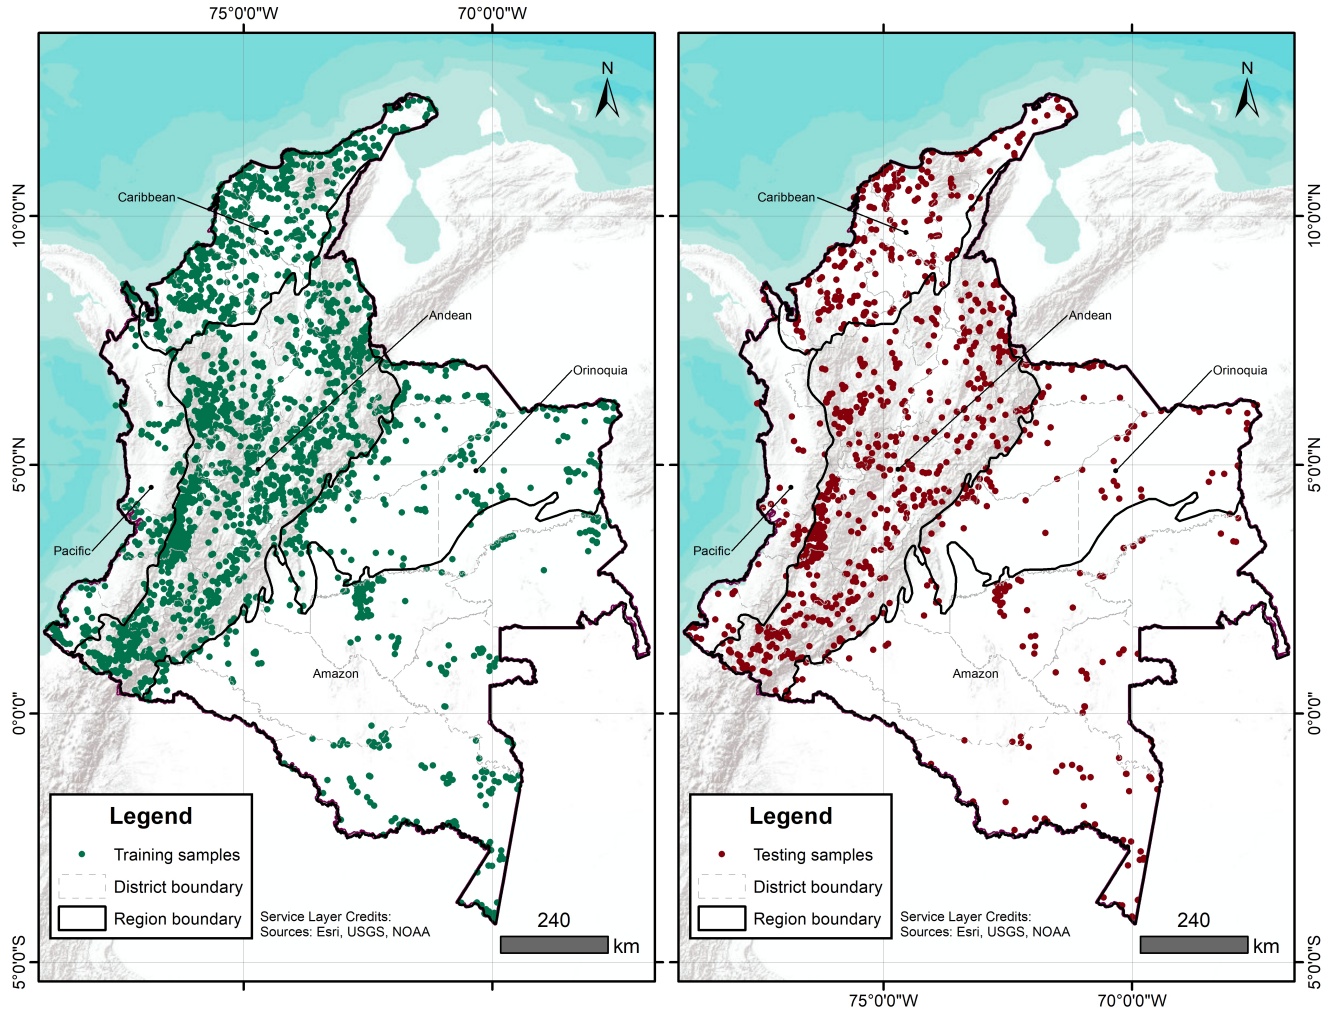 75°0'0"W
70°0'0"W
N
N
10°0'0"N
Caribbean
Caribbean
10°0'0"N
Andean
Andean
Orinoquia
Orinoquia
5°0'0"N
5°0'0"N
Pacific
Pacific
Amazon
Amazon
0°0'0"
0°0'0"
Legend
Training samples
District boundary
Region boundary
Service Layer Credits:
Sources: Esri, USGS, NOAA
240
km
Legend
Testing samples
District boundary
Region boundary
Service Layer Credits:
Sources: Esri, USGS, NOAA
240
km
5°0'0"S
5°0'0"S
75°0'0"W
70°0'0"W